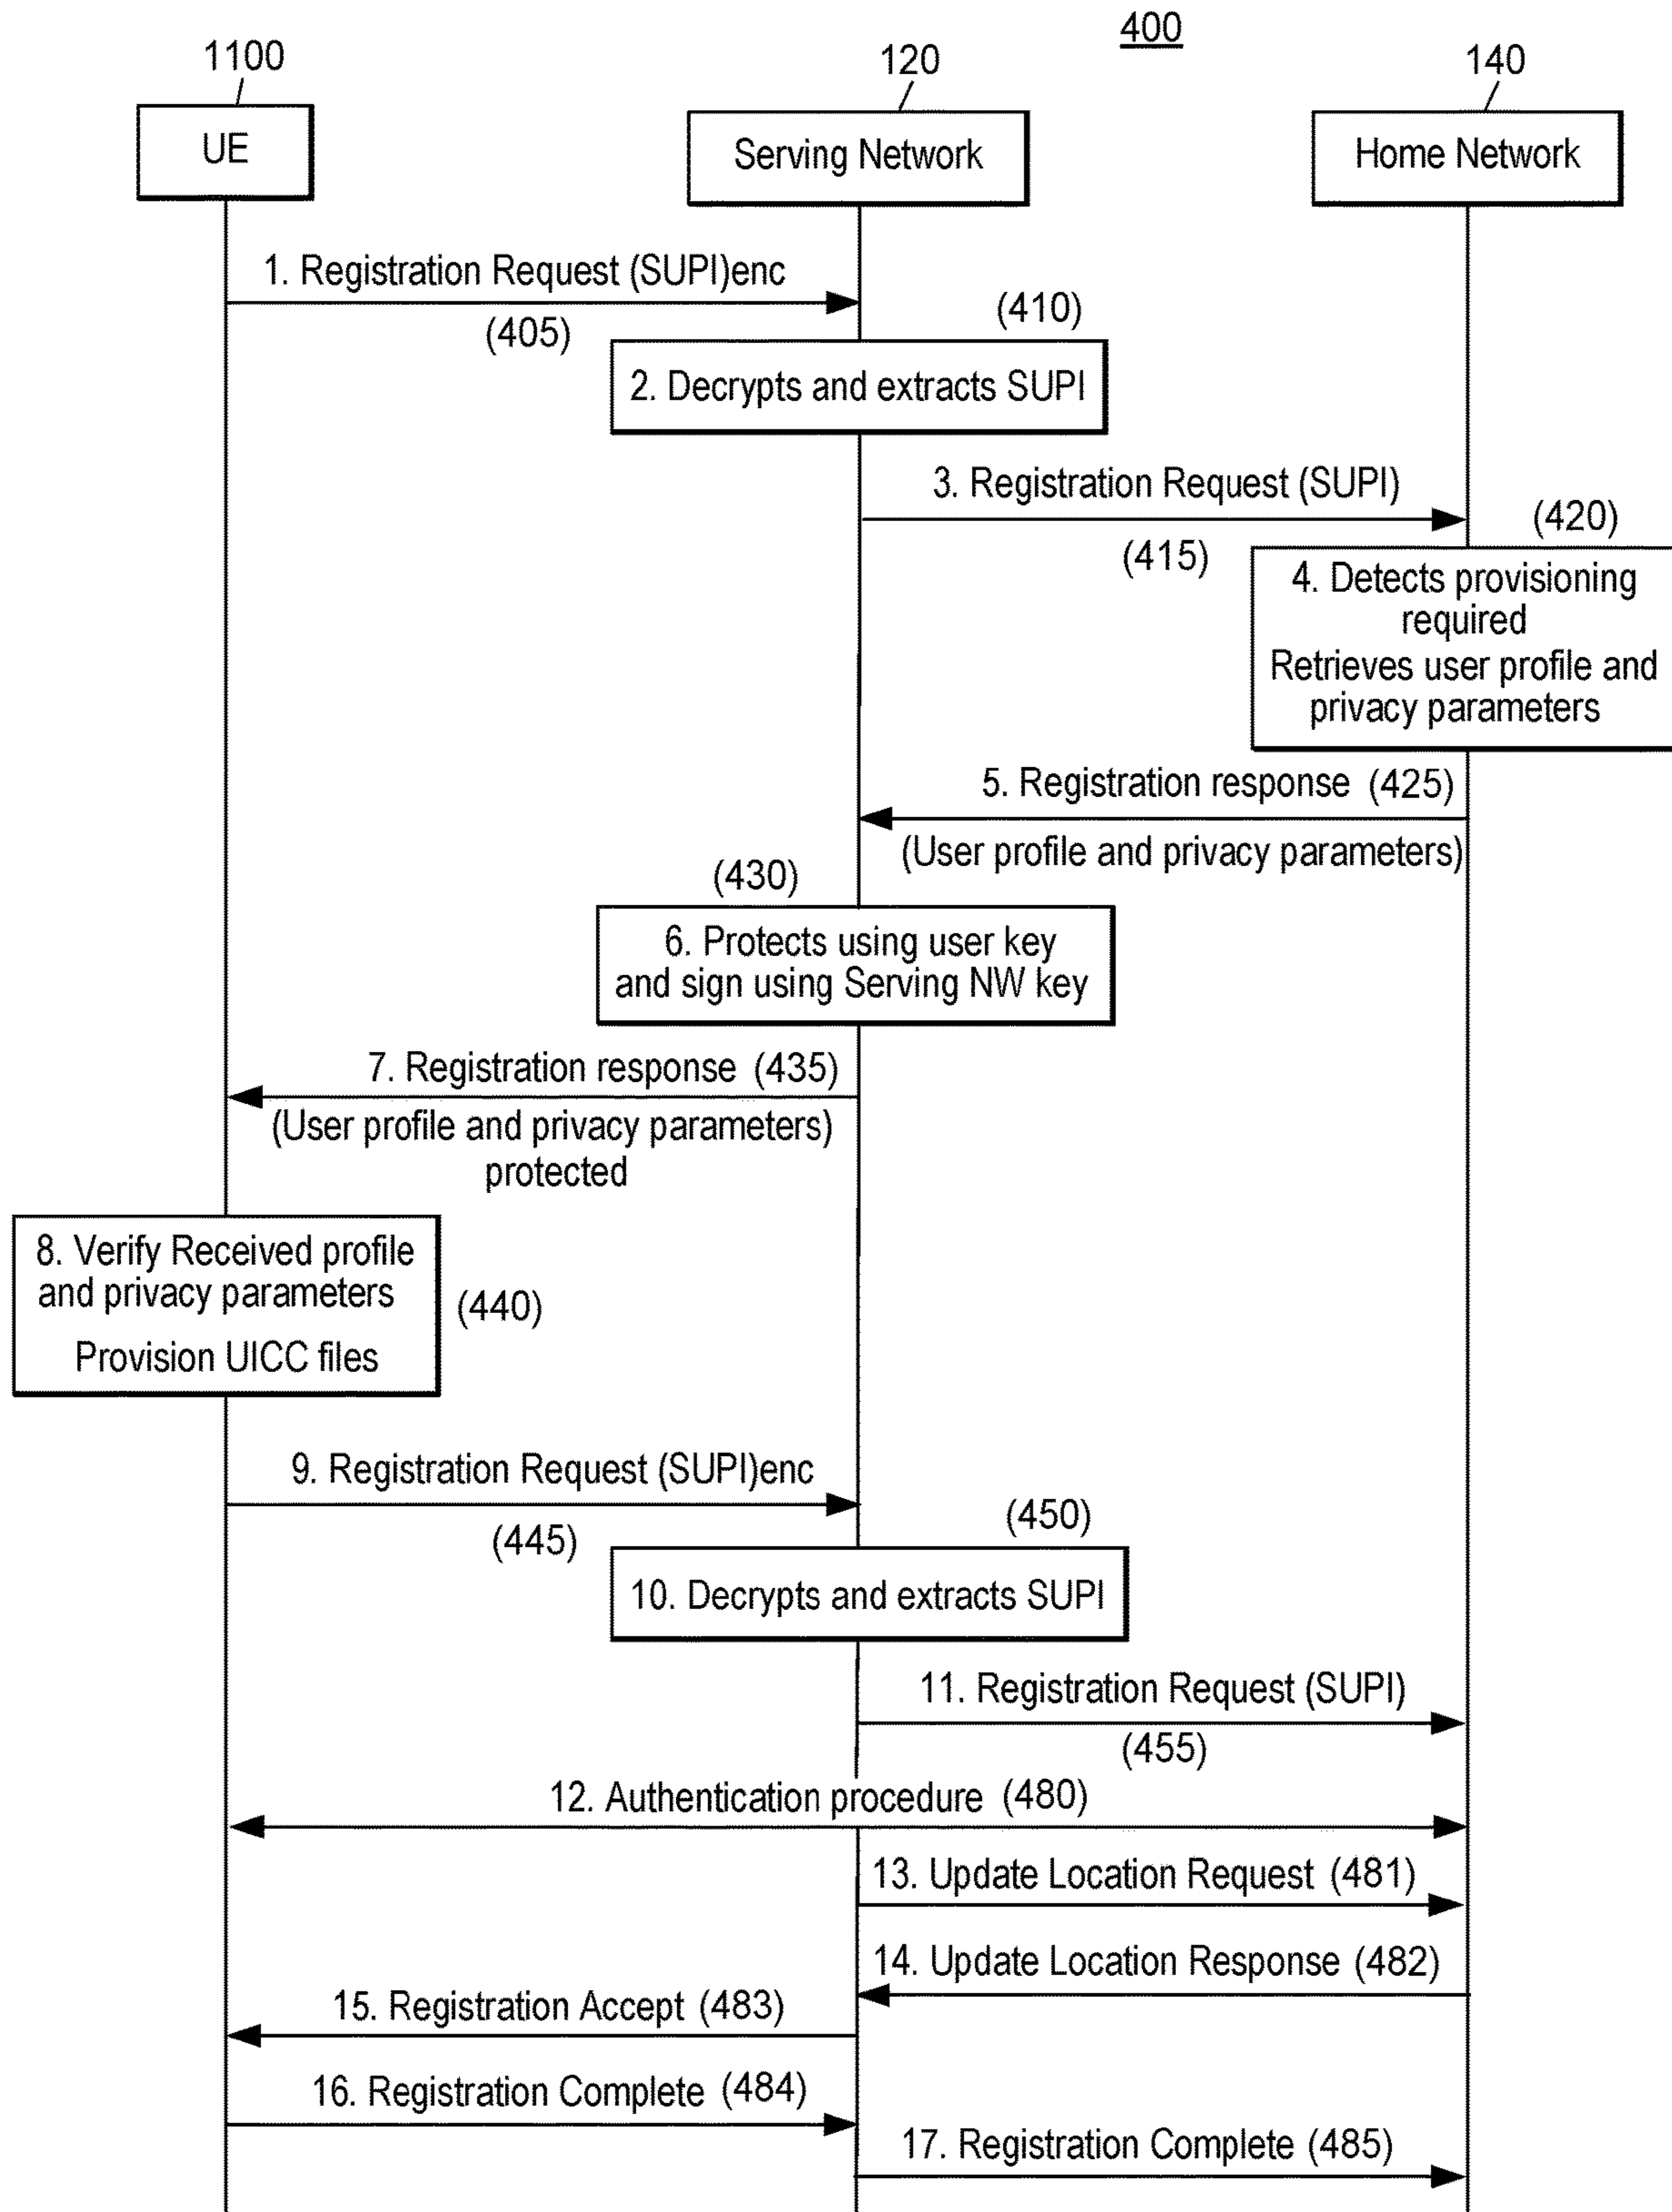 400
1100
120
140
UE
Serving Network
Home Network
1. Registration Request (SUPI)enc
(405)
(410)
2. Decrypts and extracts SUPI
3. Registration Request (SUPI)
(415)
(420)
4. Detects provisioning
required
Retrieves user profile and
privacy parameters
5. Registration response (425)
(User profile and privacy parameters)
(430)
6. Protects using user key
and sign using Serving NW key
7. Registration response (435)
(User profile and privacy parameters)
protected
8. Verify Received profile
and privacy parameters
Provision UICC files
(440)
9. Registration Request (SUPI)enc
(445)
(450)
10. Decrypts and extracts SUPI
11. Registration Request (SUPI)
(455)
12. Authentication procedure (480)
13. Update Location Request (481)
14. Update Location Response (482)
15. Registration Accept (483)
16. Registration Complete (484)
17. Registration Complete (485)